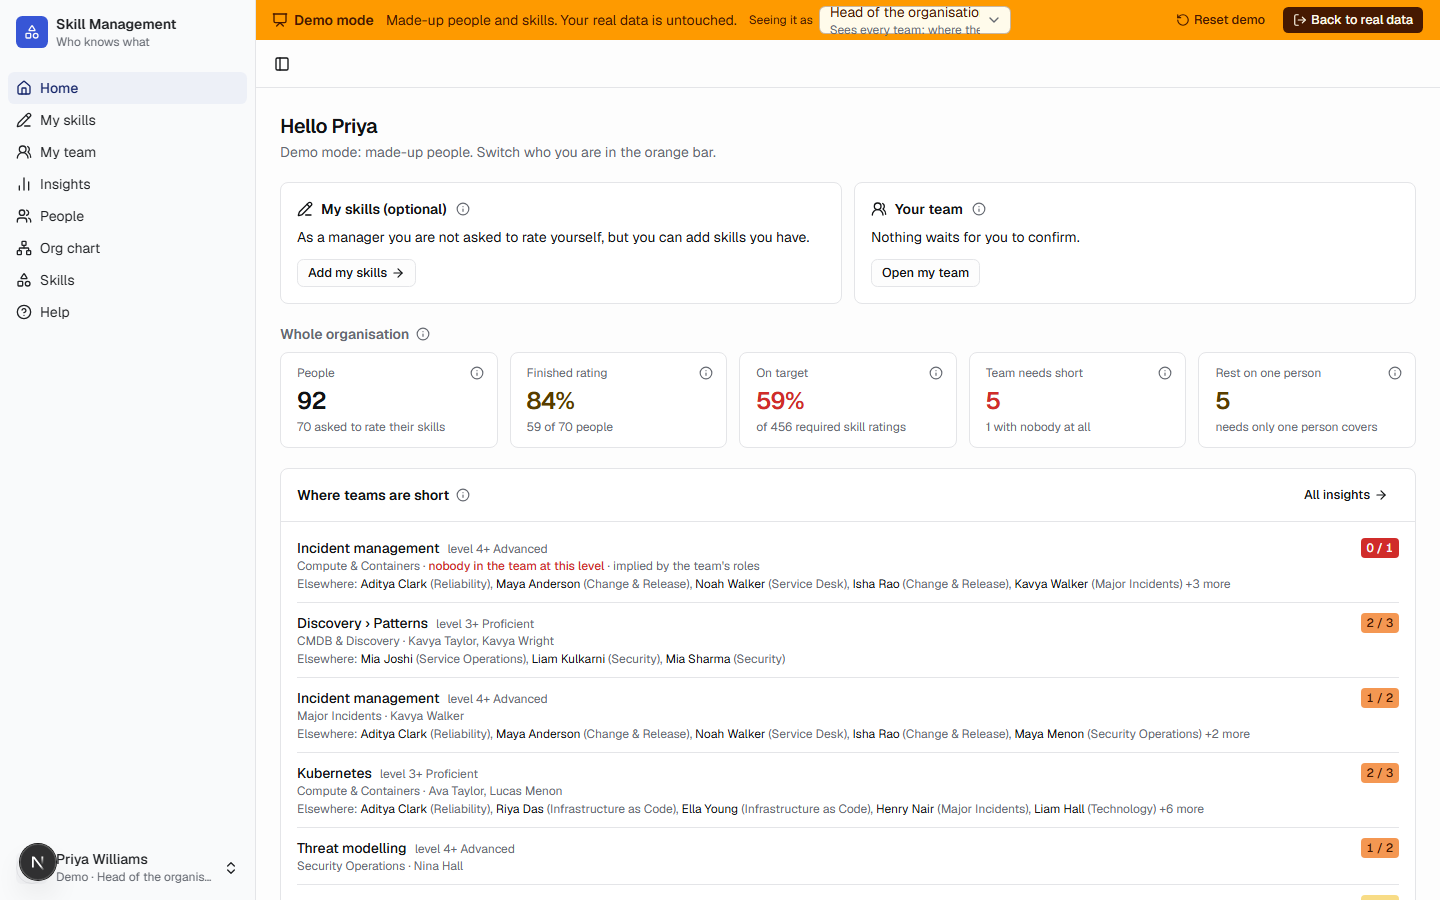 Skill Management
Who knows what
Home
My skills
My team
Insights
People
Org chart
Skills
Help
N
Priya Williams
Demo · Head of the organis...
Demo mode Made-up people and skills. Your real data is untouched. Seeing it as
Head of the organisatio
Sees every team: where the
Reset demo
Back to real data
Hello Priya
Demo mode: made-up people. Switch who you are in the orange bar.
My skills (optional)
As a manager you are not asked to rate yourself, but you can add skills you have.
Add my skills →
Your team
Nothing waits for you to confirm.
Open my team
Whole organisation
People
92
70 asked to rate their skills
Finished rating
84%
59 of 70 people
On target
59%
of 456 required skill ratings
Team needs short
5
1 with nobody at all
Rest on one person
5
needs only one person covers
Where teams are short
All insights →
Incident management level 4+ Advanced
0 / 1
Compute & Containers · nobody in the team at this level · implied by the team's roles
Elsewhere: Aditya Clark (Reliability), Maya Anderson (Change & Release), Noah Walker (Service Desk), Isha Rao (Change & Release), Kavya Walker (Major Incidents) +3 more
Discovery › Patterns level 3+ Proficient
2 / 3
CMDB & Discovery · Kavya Taylor, Kavya Wright
Elsewhere: Mia Joshi (Service Operations), Liam Kulkarni (Security), Mia Sharma (Security)
Incident management level 4+ Advanced
1 / 2
Major Incidents · Kavya Walker
Elsewhere: Aditya Clark (Reliability), Maya Anderson (Change & Release), Noah Walker (Service Desk), Isha Rao (Change & Release), Maya Menon (Security Operations) +2 more
Kubernetes level 3+ Proficient
2 / 3
Compute & Containers · Ava Taylor, Lucas Menon
Elsewhere: Aditya Clark (Reliability), Riya Das (Infrastructure as Code), Ella Young (Infrastructure as Code), Henry Nair (Major Incidents), Liam Hall (Technology) +6 more
Threat modelling level 4+ Advanced
1 / 2
Security Operations · Nina Hall